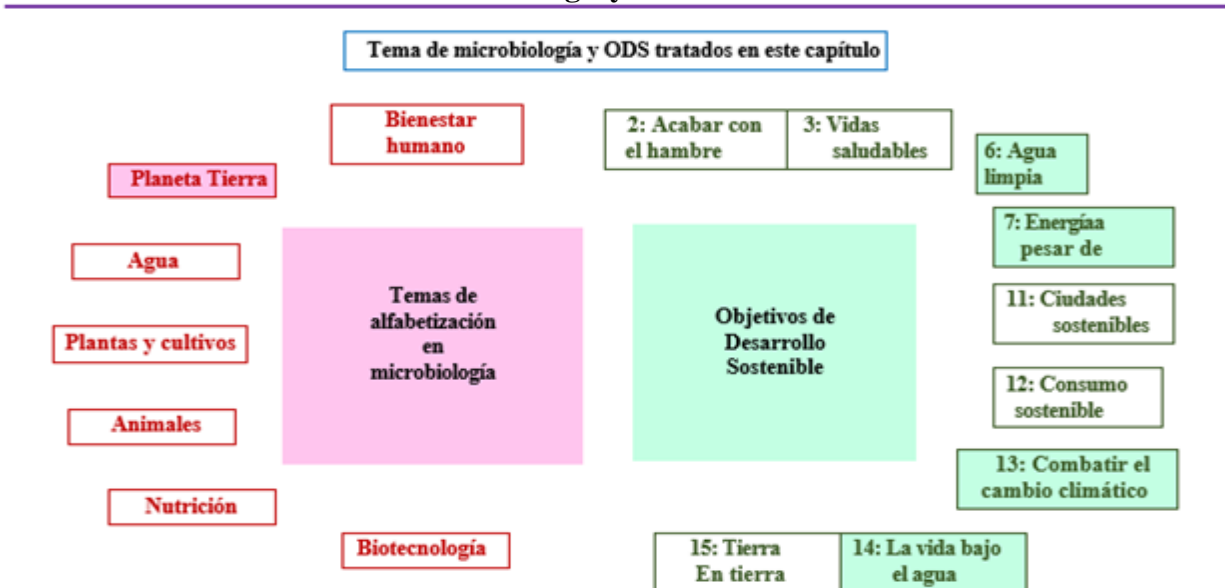 Tema de microbiología y ODS tratados en este capítulo
Bienestar
humano
2: Acabar con
el hambre
3: Vidas
saludables
6: Agua
limpia
Planeta Tierra
7: Energíaa
pesar de
Agua
11: Ciudades
sostenibles
Temas de
alfabetización
en
microbiología
Objetivos de
Desarrollo
Sostenible
Plantas y cultivos
12: Consumo
sostenible
Animales
13: Combatir el
cambio climático
Nutrición
Biotecnología
15: Tierra
En tierra
14: La vida bajo
el agua